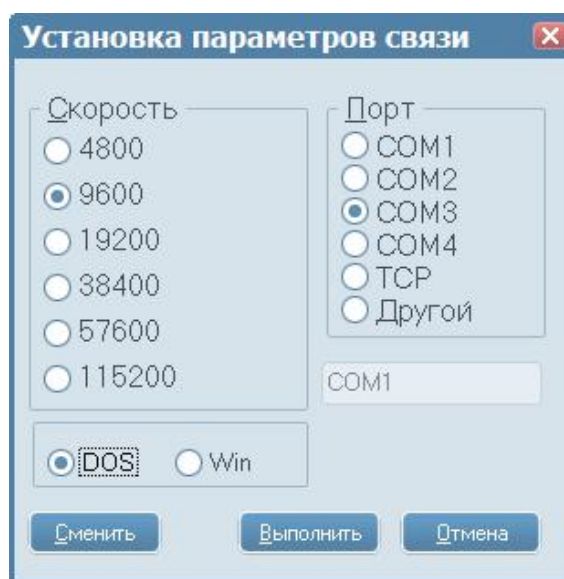 Установка параметров связи
Скорость
4800
9600
19200
38400
57600
115200
Порт
COM1
COM2
COM3
COM4
TCP
Другой
COM1
DOS Win
Сменить Выполнить Отмена